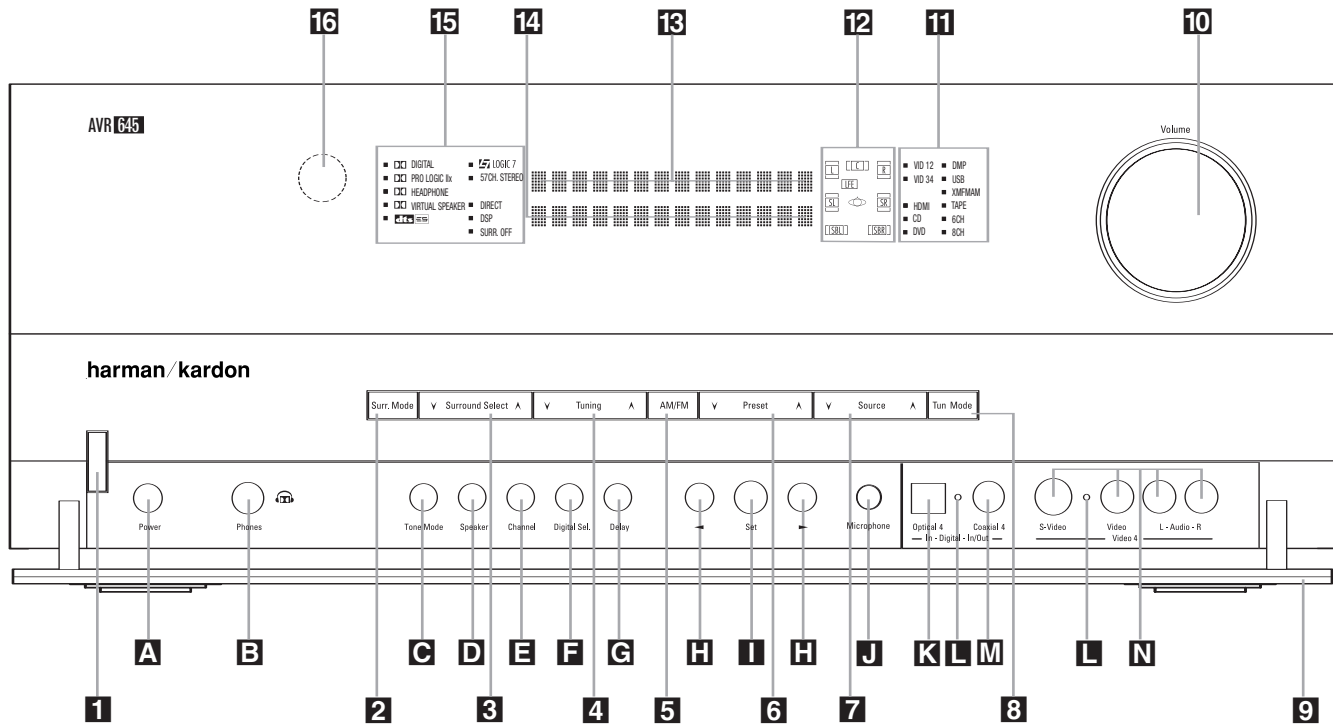 16 15 14 13 12 11 10
AVR 645
Volume
DIGITAL
PRO LOGIC IIx
HEADPHONE
VIRTUAL SPEAKER
dts ES
LOGIC 7
57CH. STEREO
DIRECT
DSP
SURR. OFF
L C R
LFE
SL SR
SBL SBR
VID 12
VID 34
HDMI
CD
DVD
DMP
USB
XMFMAM
TAPE
6CH
8CH
harman/kardon
Surr. Mode ∨ Surround Select ∧ ∨ Tuning ∧ AM/FM ∨ Preset ∧ ∨ Source ∧ Tun Mode
Power Phones Tone Mode Speaker Channel Digital Sel. Delay ◄ Set ► Microphone Optical 4 Coaxial 4 S-Video Video L - Audio - R
In - Digital - In/Out Video 4
A B C D E F G H I H J K L M L N
1 2 3 4 5 6 7 8 9